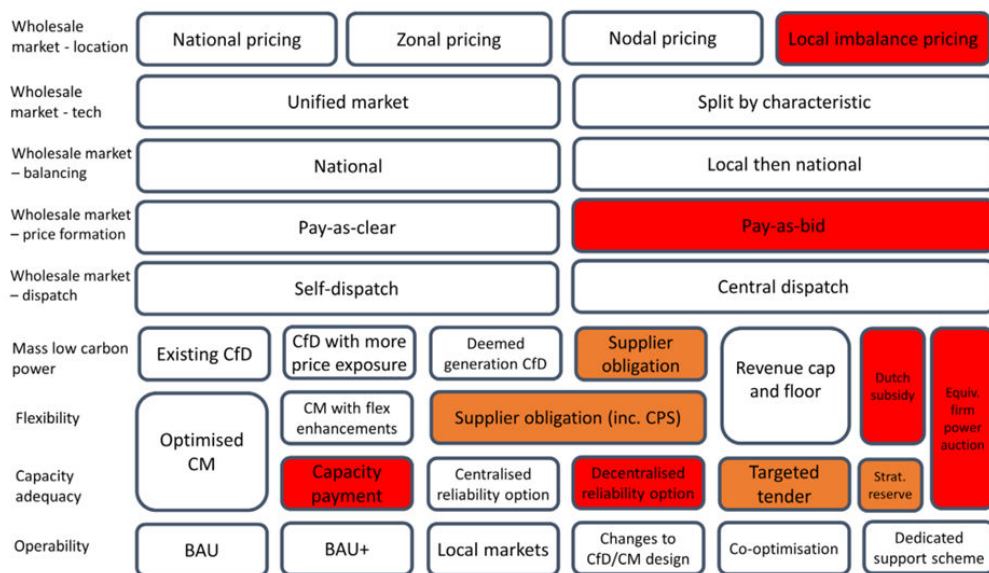 Wholesale
market - location
National pricing
Zonal pricing
Nodal pricing
Local imbalance pricing
Wholesale
market - tech
Unified market
Split by characteristic
Wholesale market
– balancing
National
Local then national
Wholesale market
– price formation
Pay-as-clear
Pay-as-bid
Wholesale market
– dispatch
Self-dispatch
Central dispatch
Mass low carbon
power
Existing CfD
CfD with more
price exposure
Deemed
generation CfD
Supplier
obligation
Revenue cap
and floor
Dutch
subsidy
Equiv.
firm
power
auction
Flexibility
Optimised
CM
CM with flex
enhancements
Supplier obligation (inc. CPS)
Capacity
adequacy
Capacity
payment
Centralised
reliability option
Decentralised
reliability option
Targeted
tender
Strat.
reserve
Operability
BAU
BAU+
Local markets
Changes to
CfD/CM design
Co-optimisation
Dedicated
support scheme